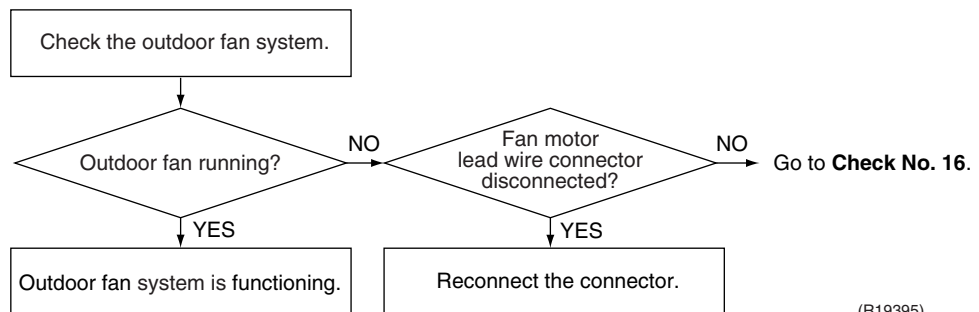 Check the outdoor fan system.
Outdoor fan running?
NO
Fan motor
lead wire connector
disconnected?
NO
Go to Check No. 16.
YES
YES
Outdoor fan system is functioning.
Reconnect the connector.
(R19395)